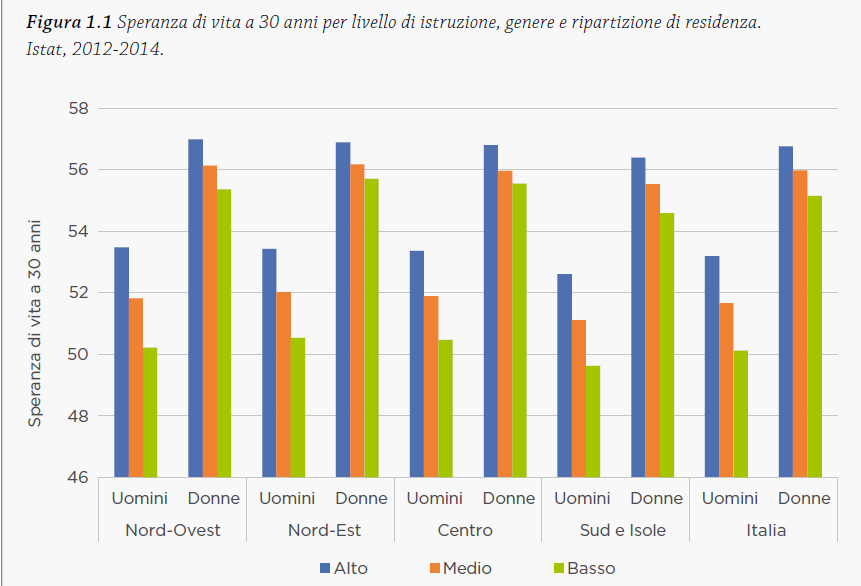 Figura 1.1 Speranza di vita a 30 anni per livello di istruzione, genere e ripartizione di residenza.
Istat, 2012-2014.
Speranza di vita a 30 anni
58
56
54
52
50
48
46
Uomini Donne Uomini Donne Uomini Donne Uomini Donne Uomini Donne
Nord-Ovest Nord-Est Centro Sud e Isole Italia
Alto Medio Basso